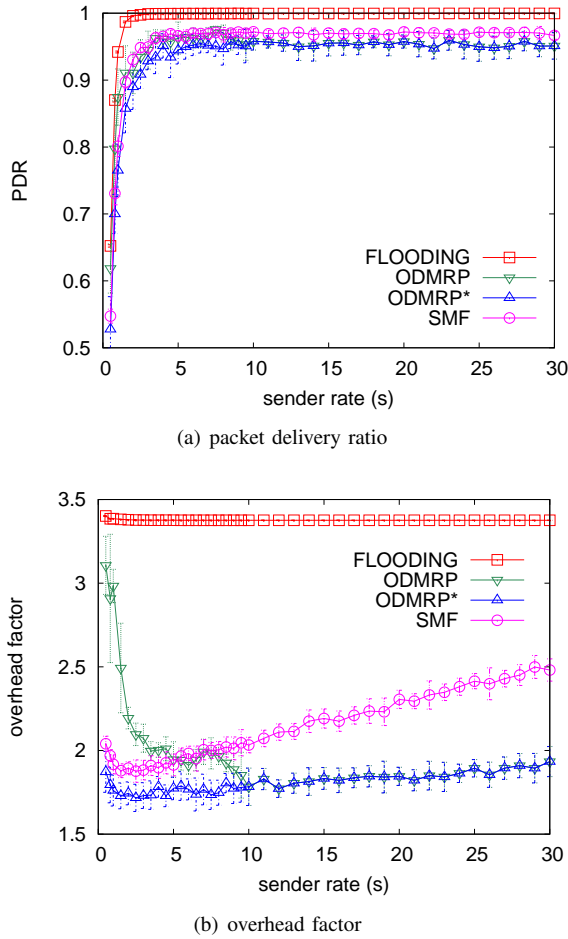 1
0.9
0.8
0.7
0.6
0.5
PDR
FLOODING
ODMRP
ODMRP*
SMF
0 5 10 15 20 25 30
sender rate (s)
(a) packet delivery ratio
3.5
3
2.5
2
1.5
overhead factor
FLOODING
ODMRP
ODMRP*
SMF
0 5 10 15 20 25 30
sender rate (s)
(b) overhead factor